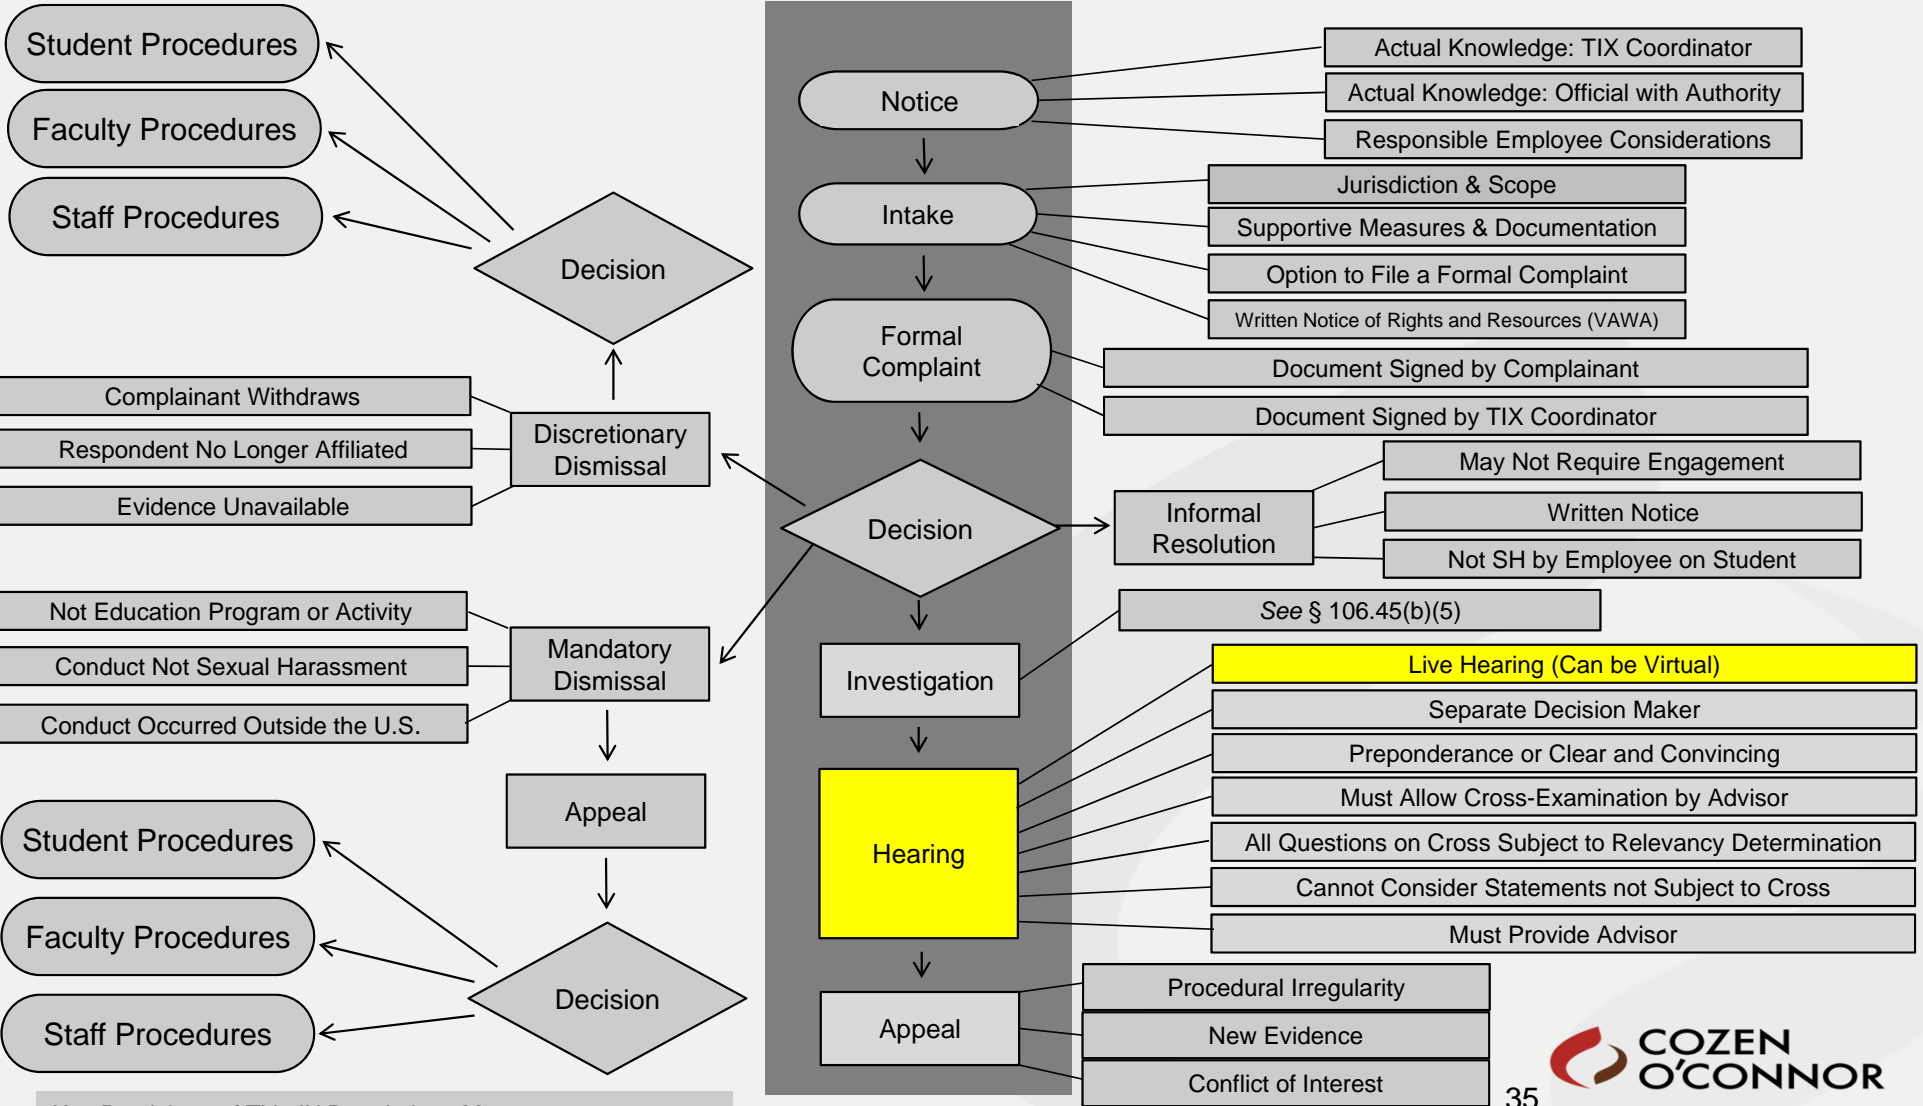 Student Procedures
Faculty Procedures
Staff Procedures
Decision
Complainant Withdraws
Respondent No Longer Affiliated
Evidence Unavailable
Discretionary
Dismissal
Not Education Program or Activity
Conduct Not Sexual Harassment
Conduct Occurred Outside the U.S.
Mandatory
Dismissal
Appeal
Student Procedures
Faculty Procedures
Staff Procedures
Decision
Notice
Actual Knowledge: TIX Coordinator
Actual Knowledge: Official with Authority
Responsible Employee Considerations
Intake
Jurisdiction & Scope
Supportive Measures & Documentation
Option to File a Formal Complaint
Written Notice of Rights and Resources (VAWA)
Formal
Complaint
Document Signed by Complainant
Document Signed by TIX Coordinator
Decision
Informal
Resolution
May Not Require Engagement
Written Notice
Not SH by Employee on Student
Investigation
See § 106.45(b)(5)
Hearing
Live Hearing (Can be Virtual)
Separate Decision Maker
Preponderance or Clear and Convincing
Must Allow Cross-Examination by Advisor
All Questions on Cross Subject to Relevancy Determination
Cannot Consider Statements not Subject to Cross
Must Provide Advisor
Appeal
Procedural Irregularity
New Evidence
Conflict of Interest
35
COZEN
O'CONNOR